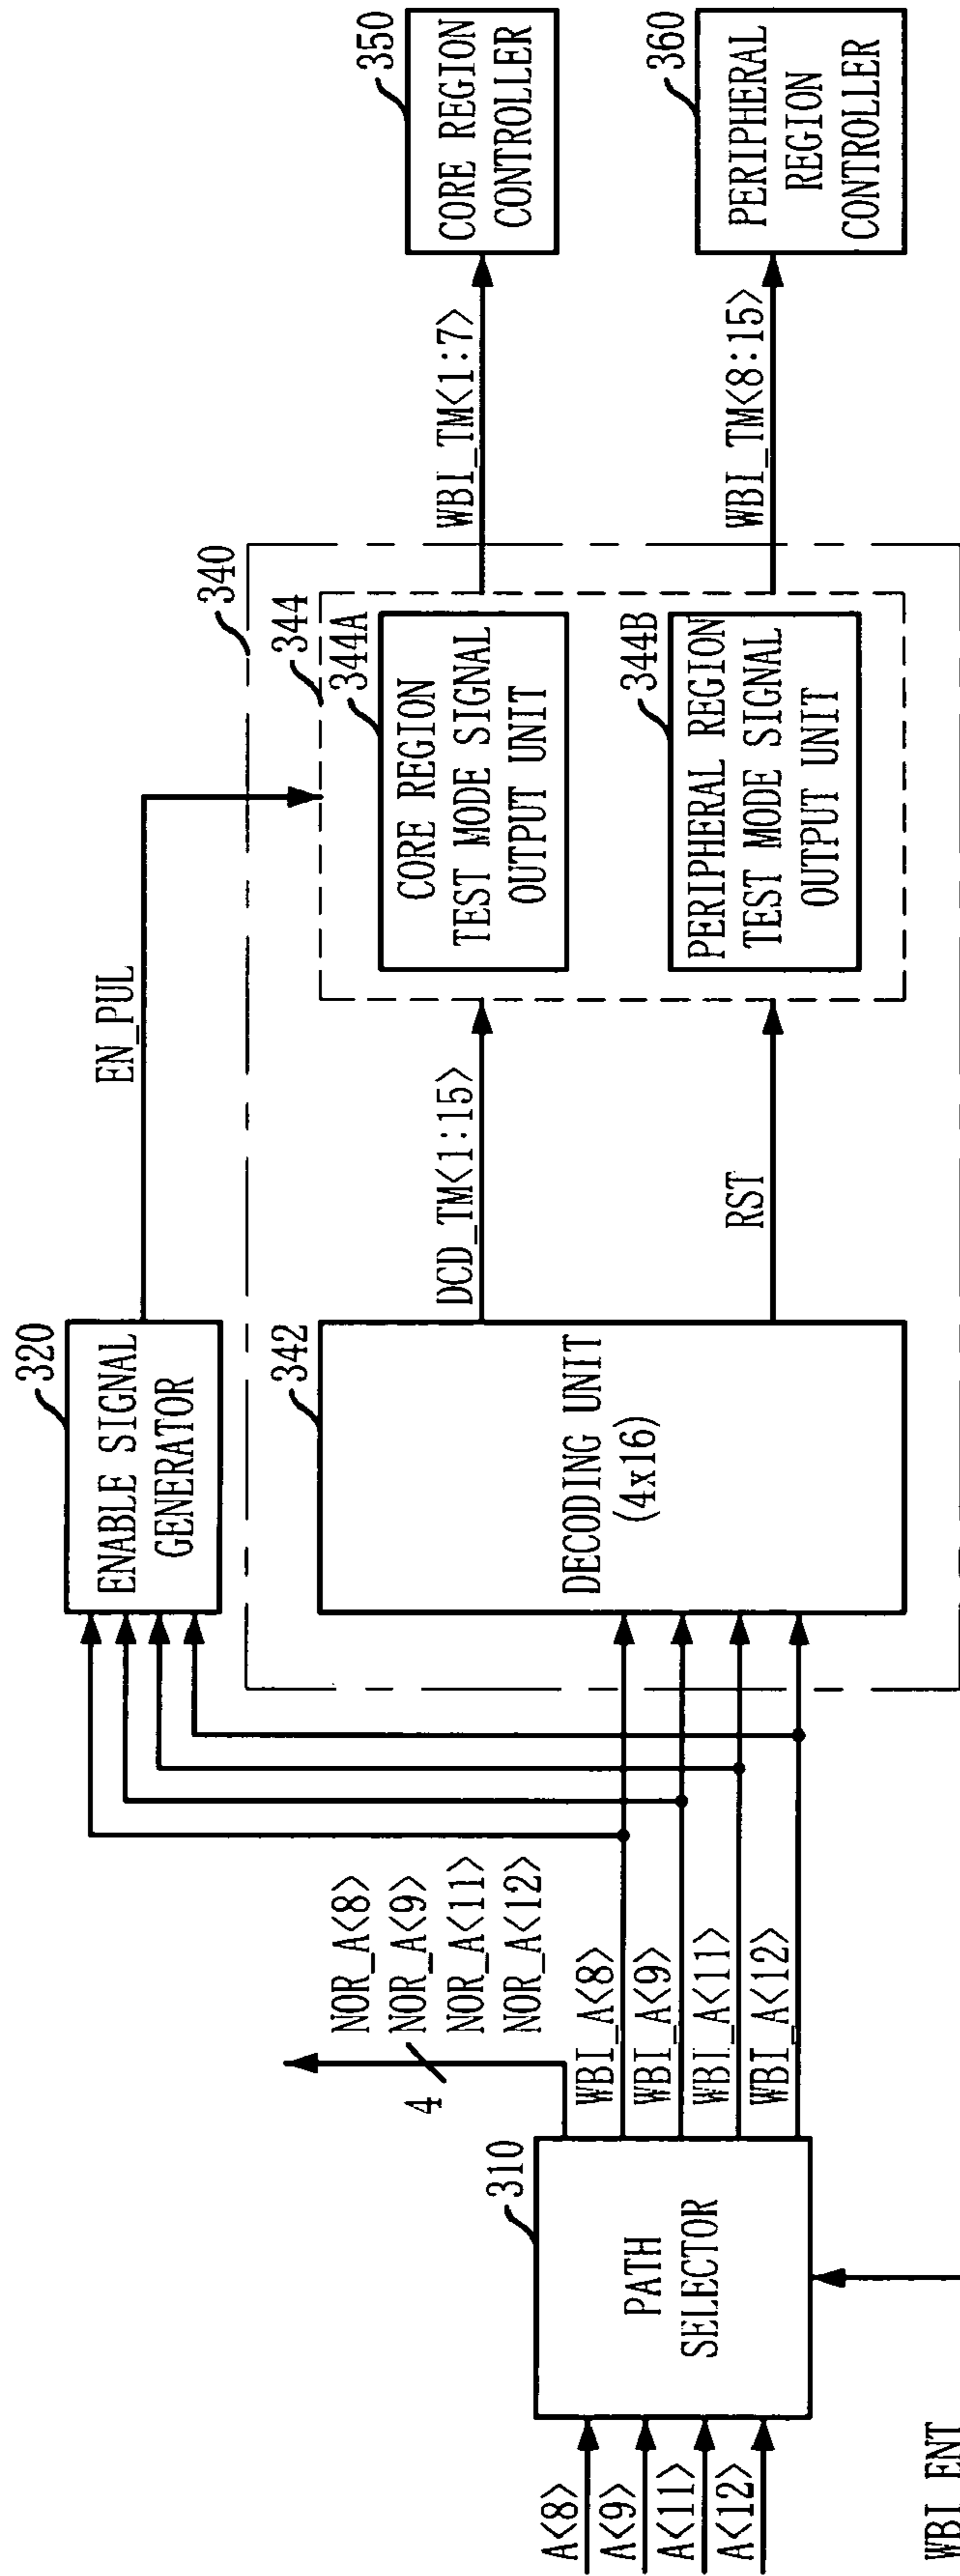 A<8>
A<9>
A<11>
A<12>
WBI_ENT
310
PATH
SELECTOR
4
NOR_A<8>
NOR_A<9>
NOR_A<11>
NOR_A<12>
WBI_A<8>
WBI_A<9>
WBI_A<11>
WBI_A<12>
320
ENABLE SIGNAL
GENERATOR
EN_PUL
340
342
DECODING UNIT
(4x16)
DCD_TM<1:15>
RST
344
344A
CORE REGION
TEST MODE SIGNAL
OUTPUT UNIT
344B
PERIPHERAL REGION
TEST MODE SIGNAL
OUTPUT UNIT
WBI_TM<1:7>
WBI_TM<8:15>
350
CORE REGION
CONTROLLER
360
PERIPHERAL
REGION
CONTROLLER